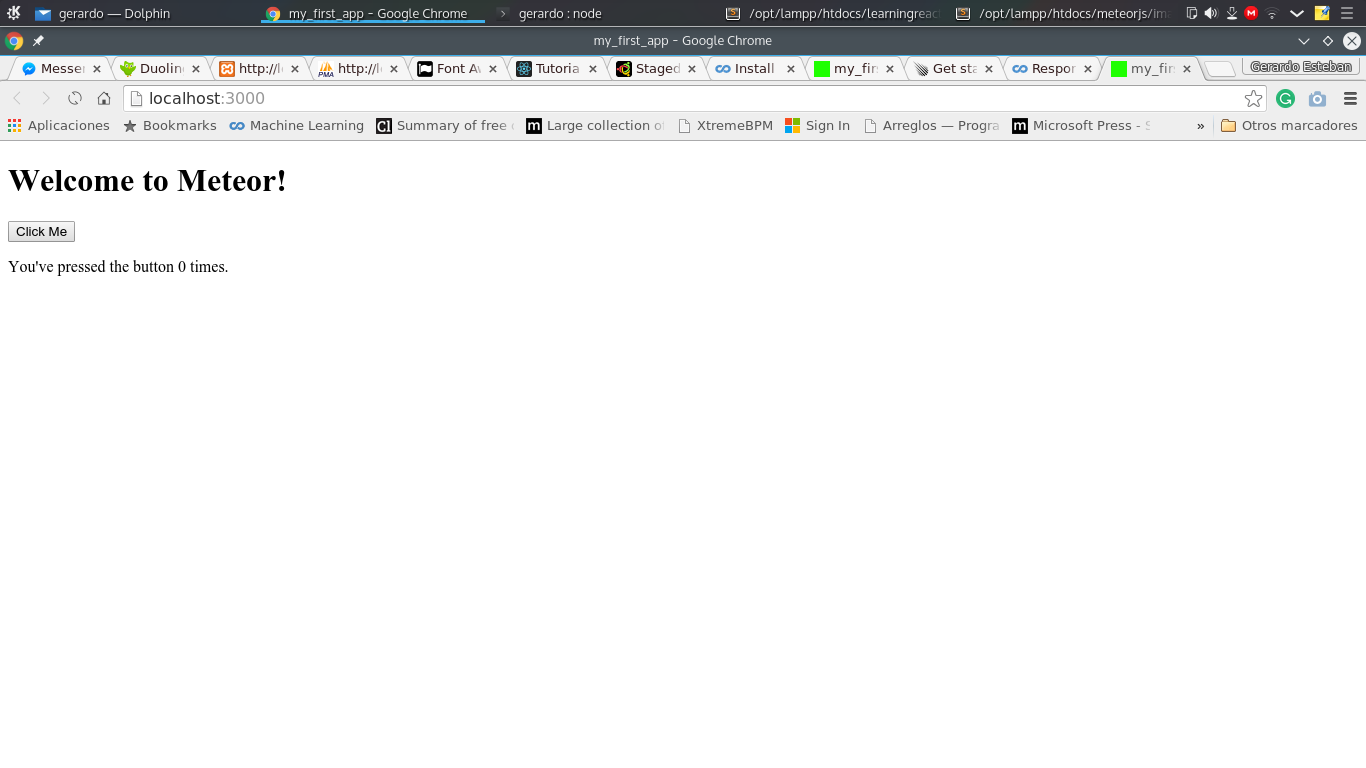 gerardo — Dolphin my_first_app – Google Chrome gerardo : node /opt/lampp/htdocs/learningreac /opt/lampp/htdocs/meteorjs/im
my_first_app – Google Chrome
Messe Duolin http://l http://l Font A Tutoria Staged Install my_fir Get sta Respor my_fir Gerardo Esteban
localhost:3000
Aplicaciones Bookmarks Machine Learning Summary of free Large collection o XtremeBPM Sign In Arreglos — Progra Microsoft Press - S » Otros marcadores
Welcome to Meteor!
Click Me
You've pressed the button 0 times.